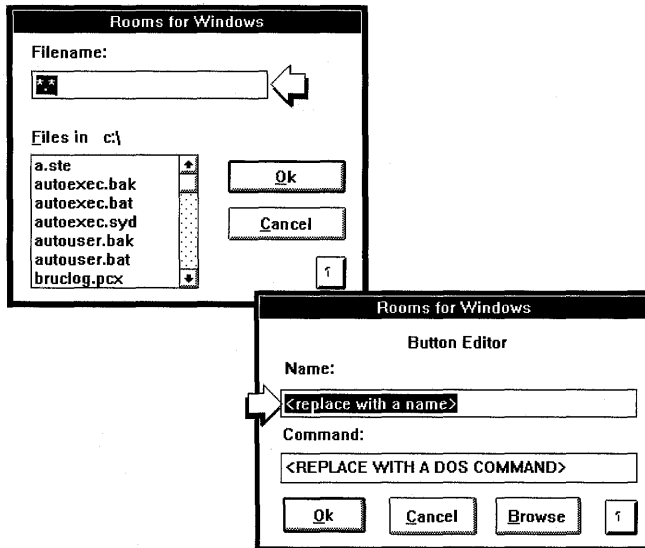 Rooms for Windows
Filename:
*.*
Files in c:\
a.ste
autoexec.bak
autoexec.bat
autoexec.syd
autouser.bak
autouser.bat
bruclog.pcx
Ok
Cancel
Rooms for Windows
Button Editor
Name:
<replace with a name>
Command:
<REPLACE WITH A DOS COMMAND>
Ok Cancel Browse